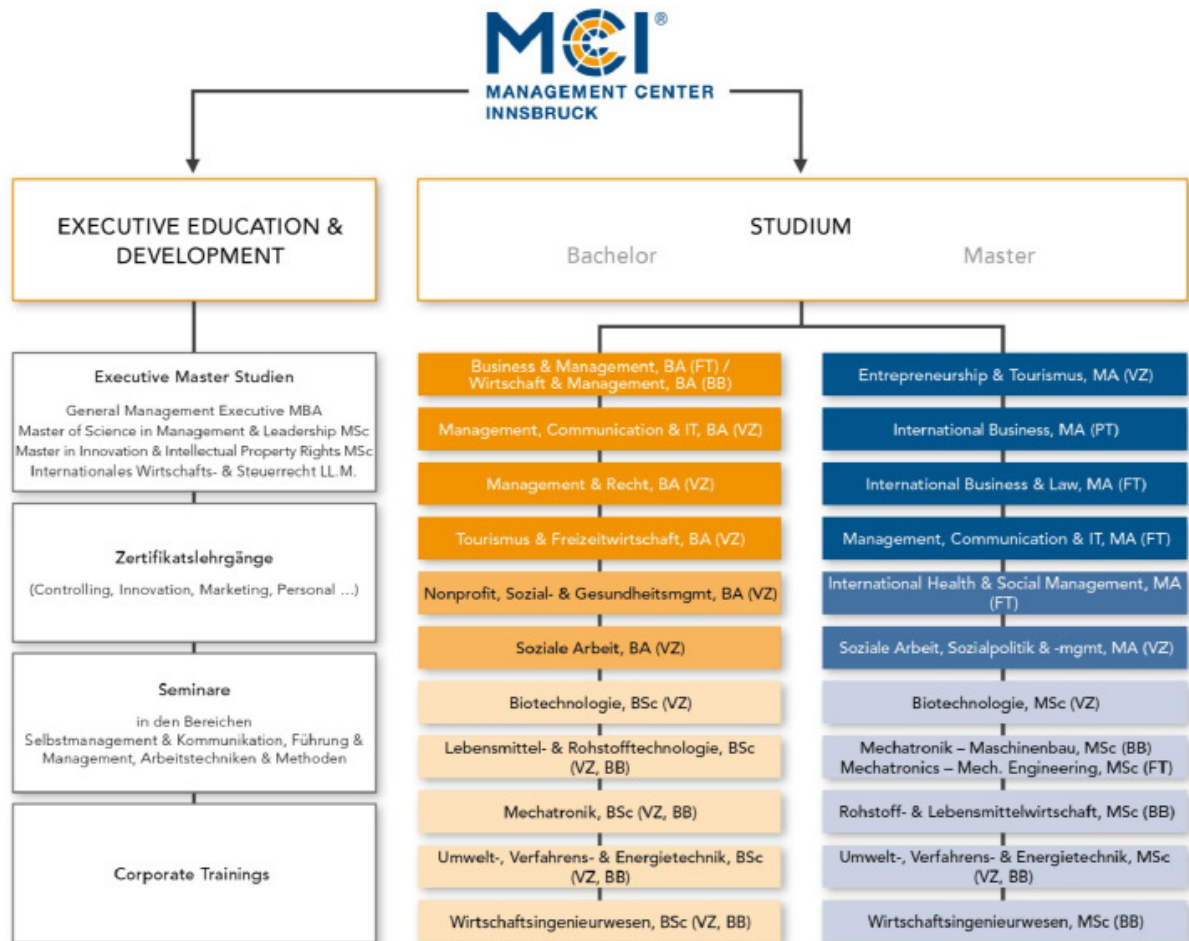 MCI®
MANAGEMENT CENTER
INNSBRUCK
EXECUTIVE EDUCATION &
DEVELOPMENT
Executive Master Studien
General Management Executive MBA
Master of Science in Management & Leadership MSc
Master in Innovation & Intellectual Property Rights MSc
Internationales Wirtschafts- & Steuerrecht LL.M.
Zertifikatslehrgänge
(Controlling, Innovation, Marketing, Personal ...)
Seminare
in den Bereichen
Selbstmanagement & Kommunikation, Führung &
Management, Arbeitstechniken & Methoden
Corporate Trainings
STUDIUM
Bachelor
Master
Business & Management, BA (FT) /
Wirtschaft & Management, BA (BB)
Management, Communication & IT, BA (VZ)
Management & Recht, BA (VZ)
Tourismus & Freizeitwirtschaft, BA (VZ)
Nonprofit, Sozial- & Gesundheitsmgmt, BA (VZ)
Soziale Arbeit, BA (VZ)
Biotechnologie, BSc (VZ)
Lebensmittel- & Rohstofftechnologie, BSc
(VZ, BB)
Mechatronik, BSc (VZ, BB)
Umwelt-, Verfahrens- & Energietechnik, BSc
(VZ, BB)
Wirtschaftsingenieurwesen, BSc (VZ, BB)
Entrepreneurship & Tourismus, MA (VZ)
International Business, MA (PT)
International Business & Law, MA (FT)
Management, Communication & IT, MA (FT)
International Health & Social Management, MA
(FT)
Soziale Arbeit, Sozialpolitik & -mgmt, MA (VZ)
Biotechnologie, MSc (VZ)
Mechatronik – Maschinenbau, MSc (BB)
Mechatronics – Mech. Engineering, MSc (FT)
Rohstoff- & Lebensmittelwirtschaft, MSc (BB)
Umwelt-, Verfahrens- & Energietechnik, MSc
(VZ, BB)
Wirtschaftsingenieurwesen, MSc (BB)